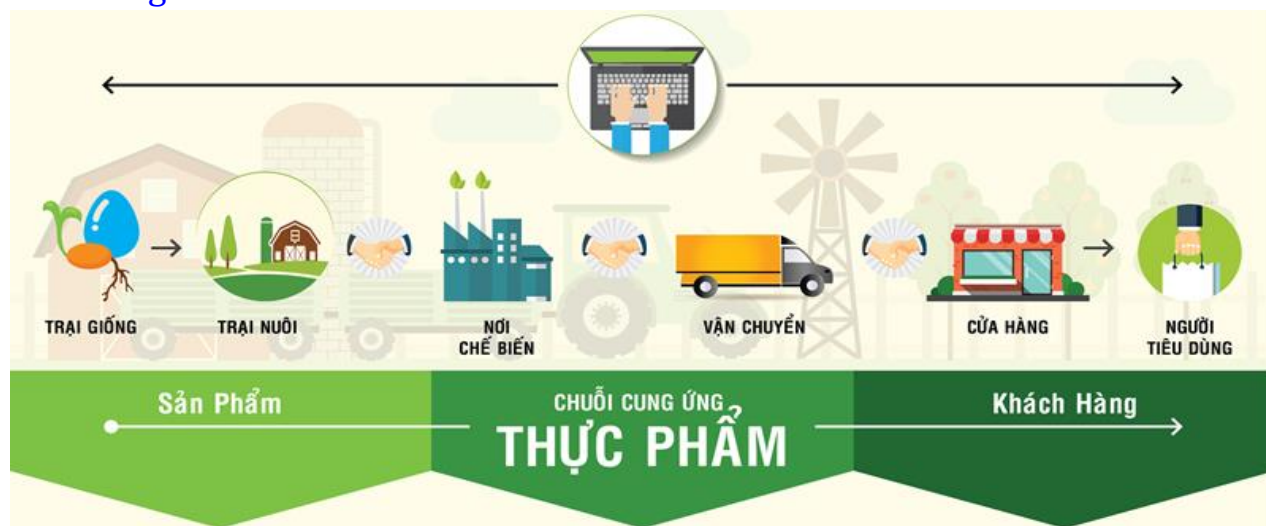 TRẠI GIỐNG
TRẠI NUÔI
NƠI
CHẾ BIẾN
VẬN CHUYỂN
CỬA HÀNG
NGƯỜI
TIÊU DÙNG
Sản Phẩm
CHUỖI CUNG ỨNG
THỰC PHẨM
Khách Hàng